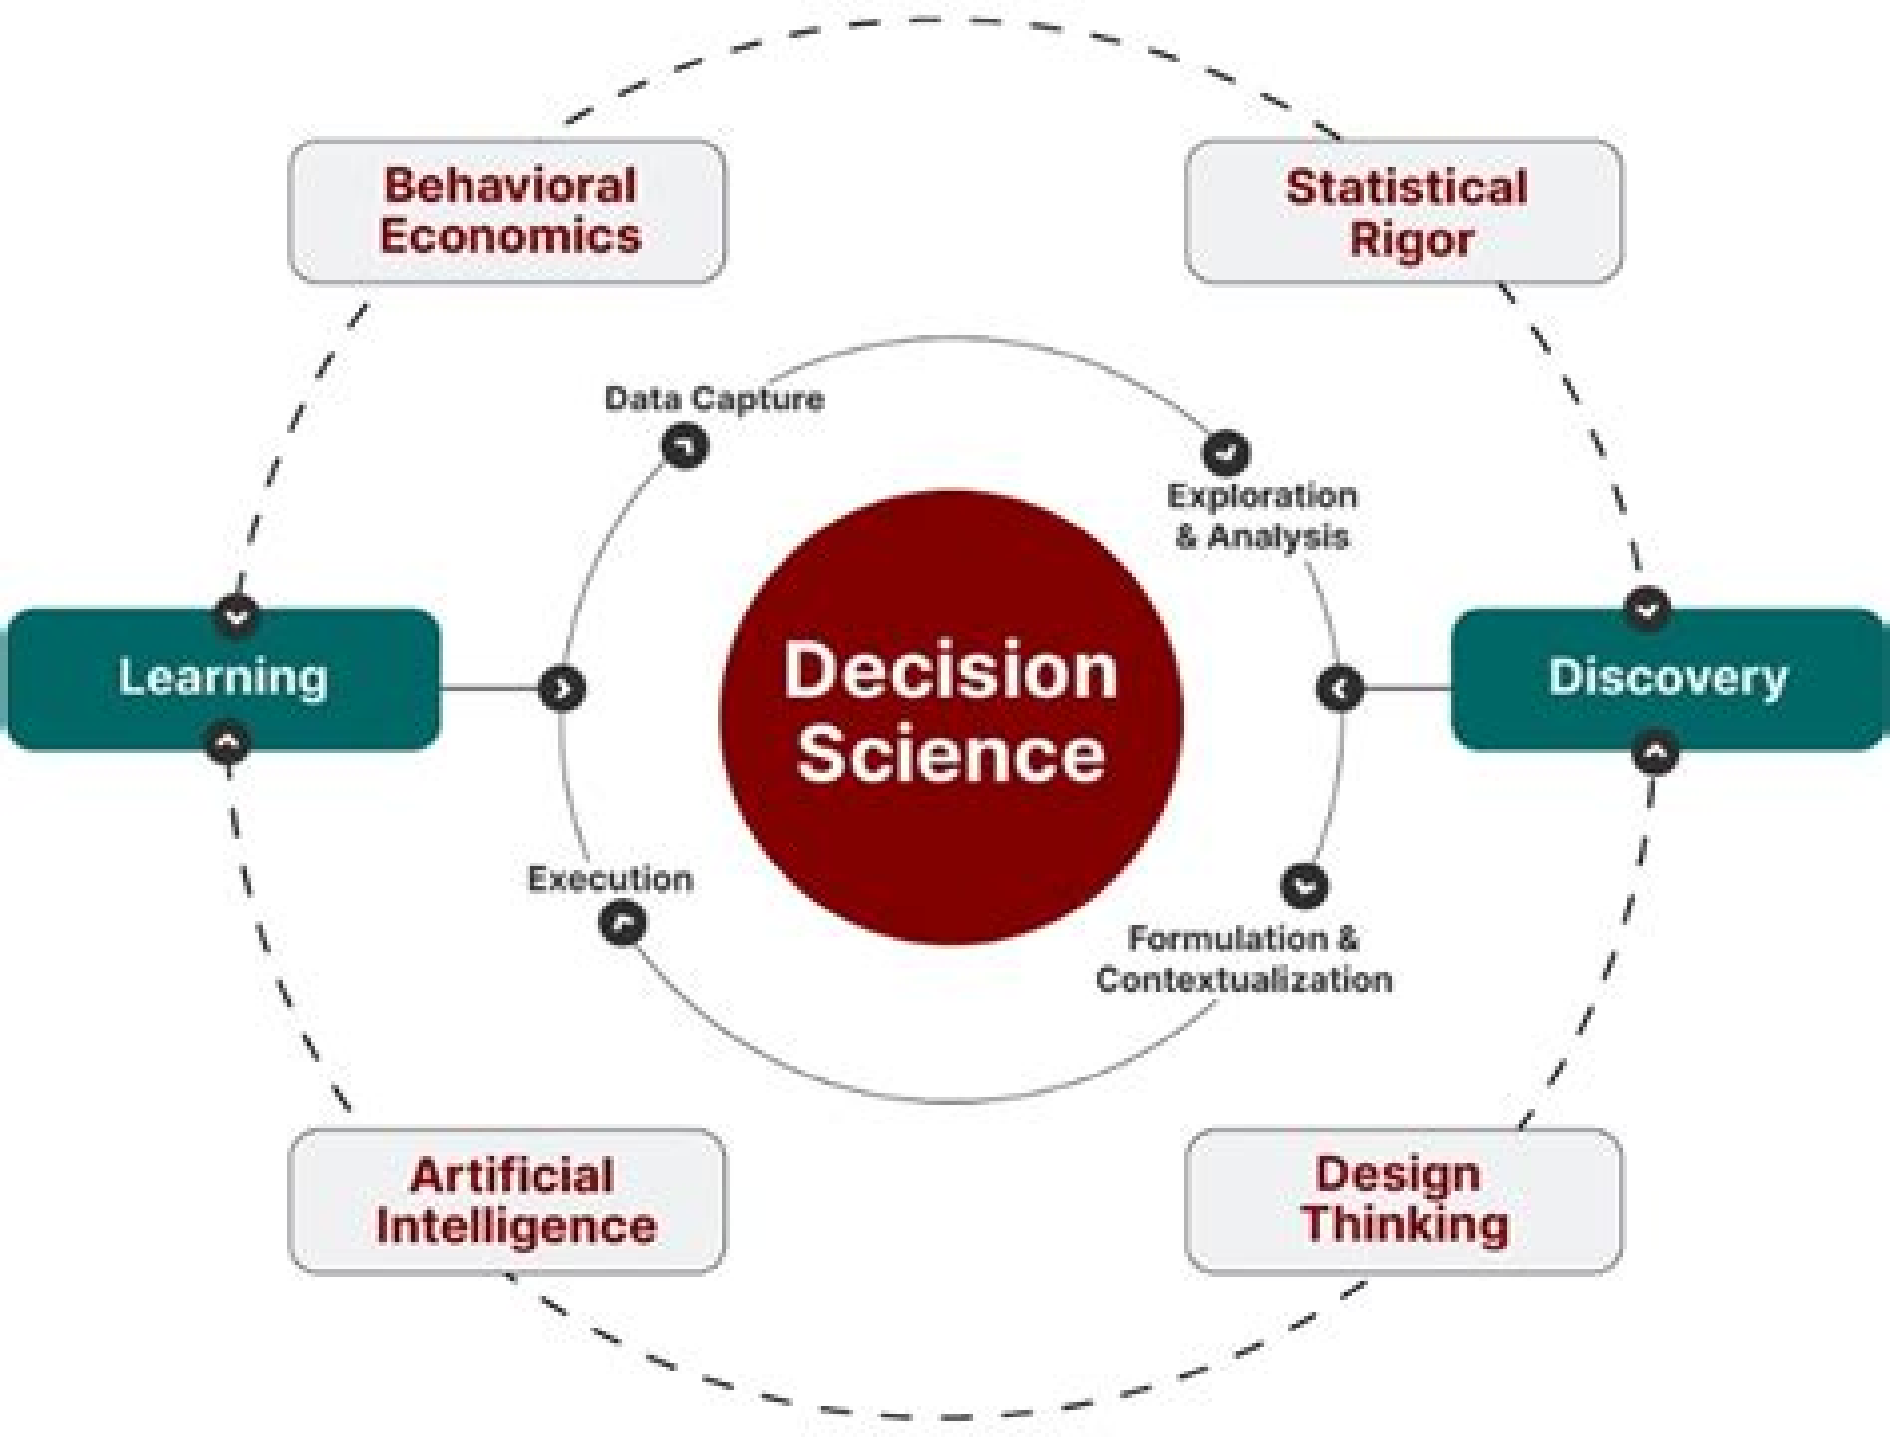 Behavioral
Economics
Statistical
Rigor
Data Capture
Exploration
& Analysis
Learning
Decision
Science
Discovery
Execution
Formulation &
Contextualization
Artificial
Intelligence
Design
Thinking